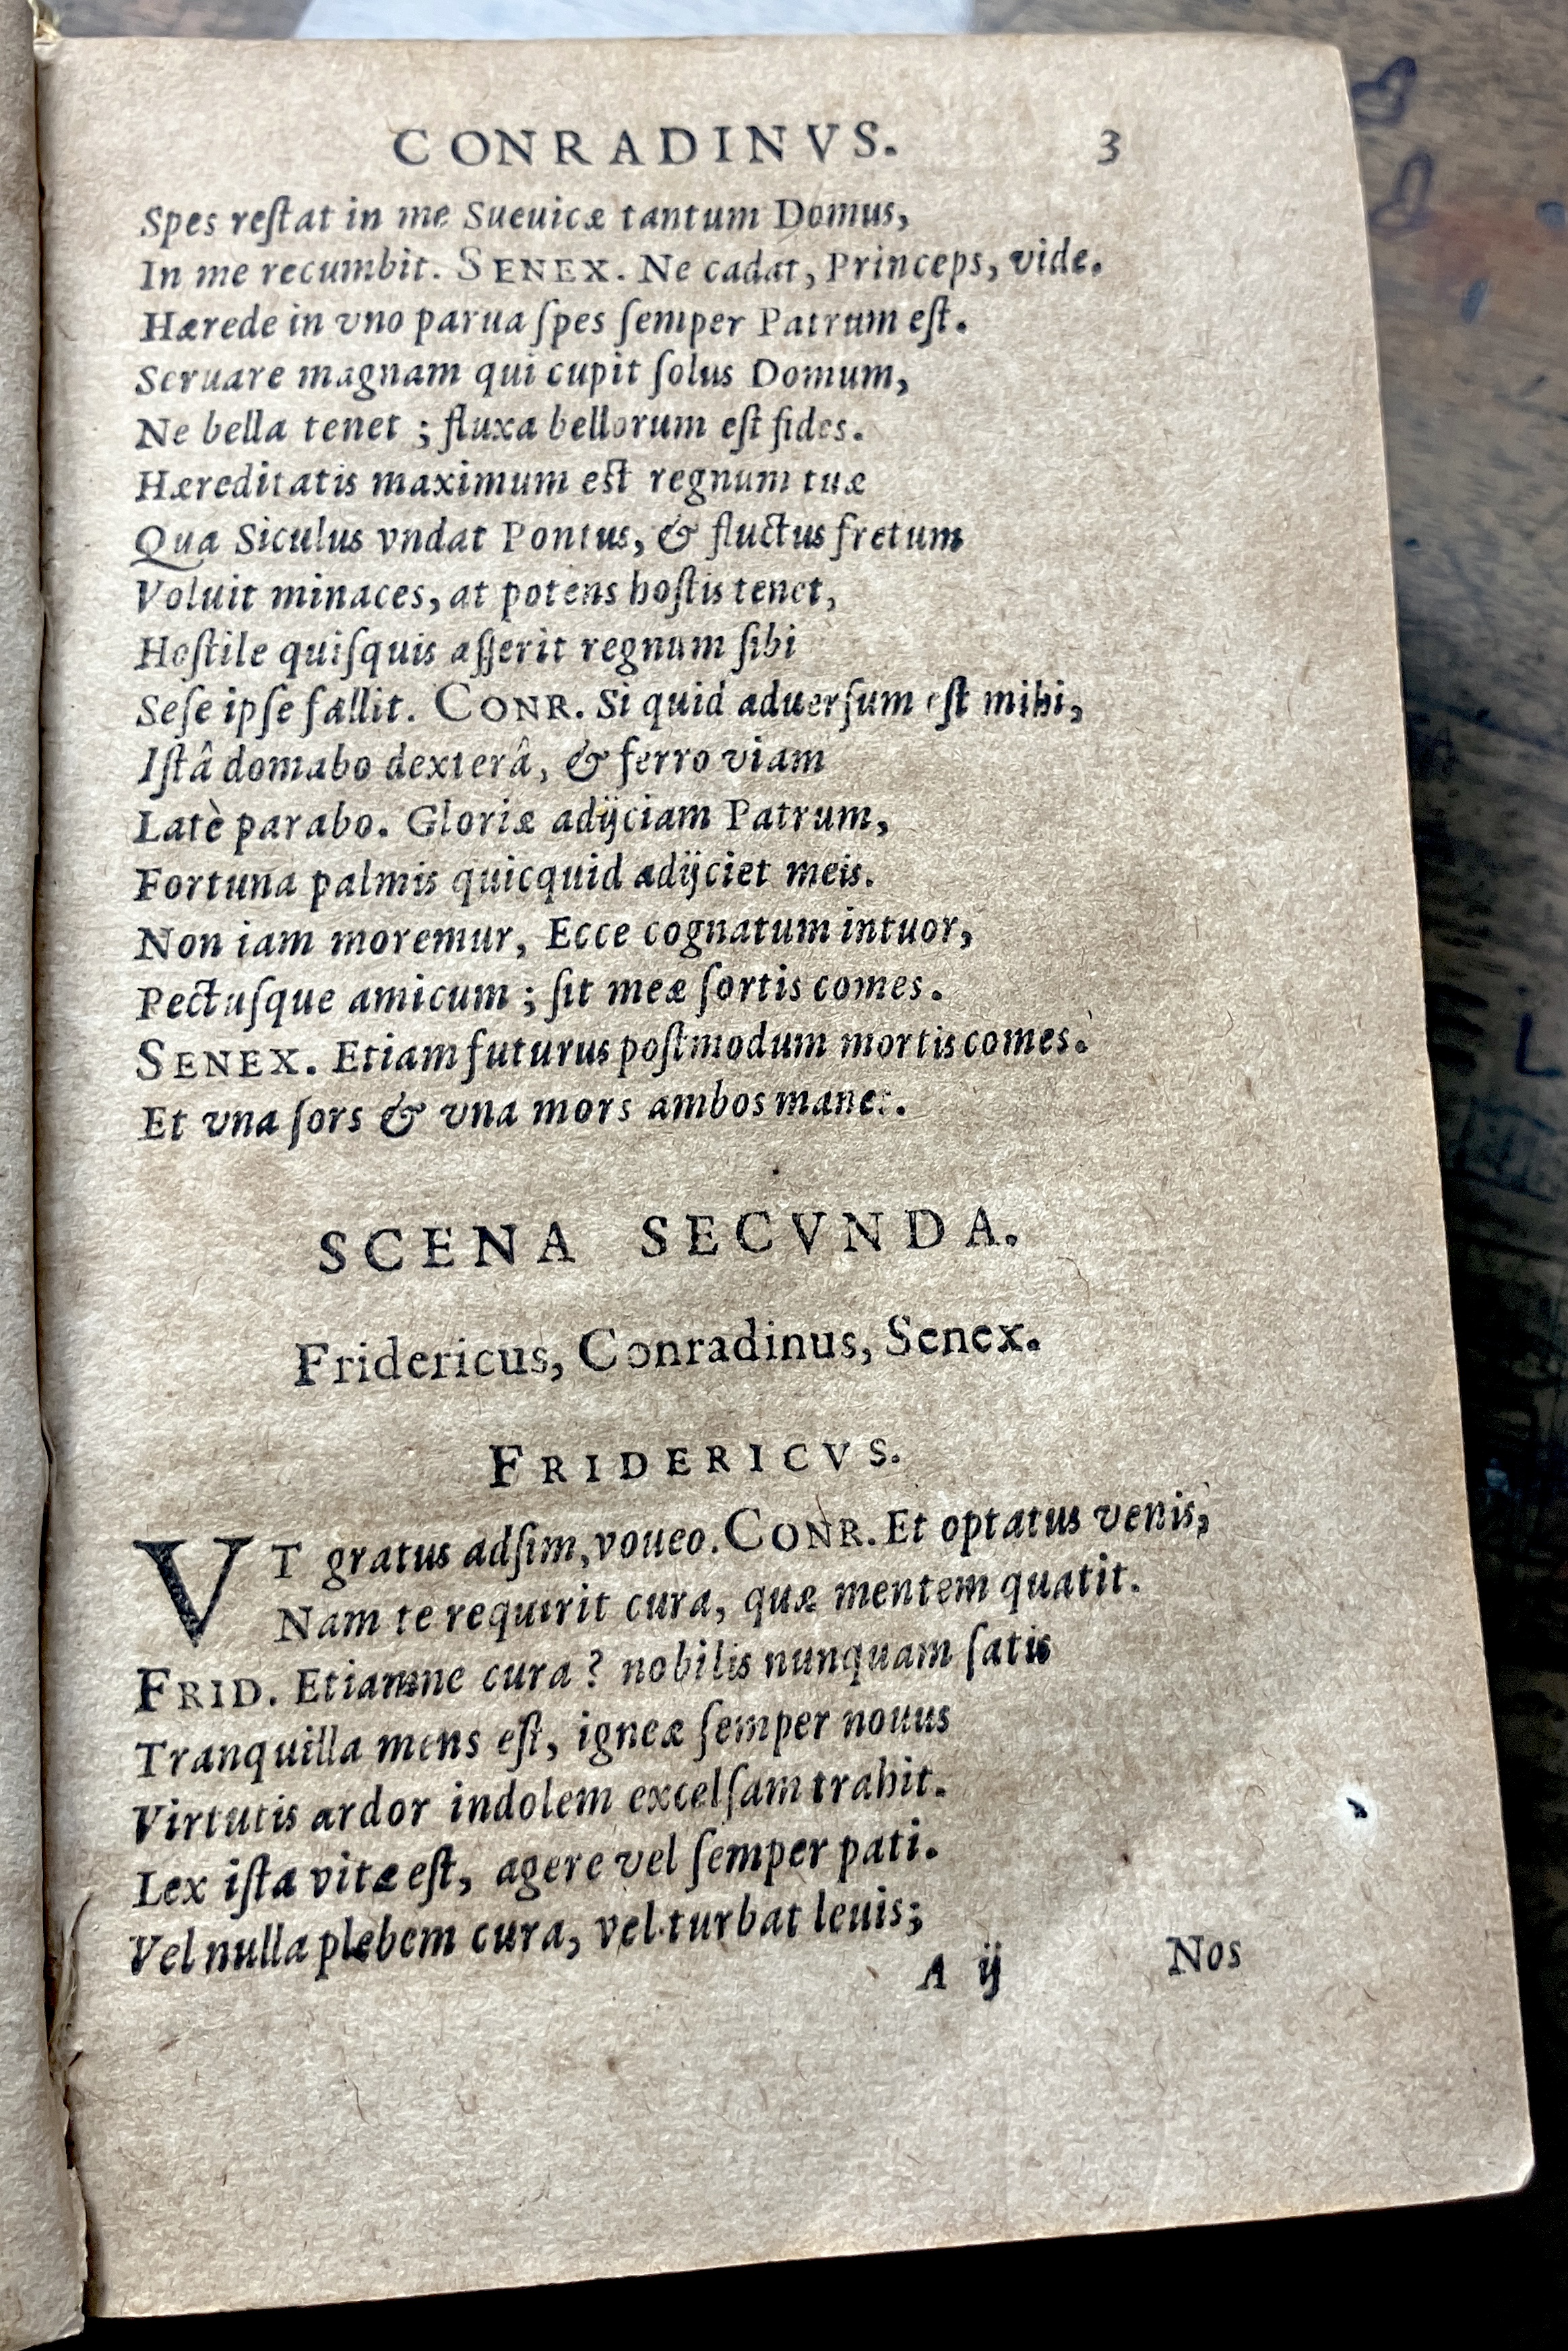 CONRADINVS. 3
Spes reſtat in me Sueuicæ tantum Domus,
In me recumbit. SENEX. Ne cadat, Princeps, vide.
Hærede in vno parua ſpes ſemper Patrum eſt.
Seruare magnam qui cupit ſolus Domum,
Ne bella tenet ; fluxa bellorum eſt fides.
Hæreditatis maximum eſt regnum tuæ
Qua Siculus vndat Pontus, & fluctus fretum
Voluit minaces, at potens hoſtis tenet,
Hoſtile quiſquis aſſerit regnum ſibi
Seſe ipſe fallit. CONR. Si quid aduerſum eſt mihi,
Iſtâ domabo dexterâ, & ferro viam
Latè parabo. Gloriæ adijciam Patrum,
Fortuna palmis quicquid adijciet meis.
Non iam moremur, Ecce cognatum intuor,
Pectuſque amicum ; ſit meæ ſortis comes.
SENEX. Etiam futurus poſtmodum mortis comes.
Et vna ſors & vna mors ambos manet.
SCENA SECVNDA.
Fridericus, Conradinus, Senex.
FRIDERICVS.
VT gratus adſim, voueo. CONR. Et optatus venis,
Nam te requirit cura, quæ mentem quatit.
FRID. Etiamne cura ? nobilis nunquam ſatis
Tranquilla mens eſt, igneæ ſemper nouus
Virtutis ardor indolem excelſam trahit.
Lex iſta vitæ eſt, agere vel ſemper pati.
Vel nulla plebem cura, vel turbat leuis;
A ij Nos